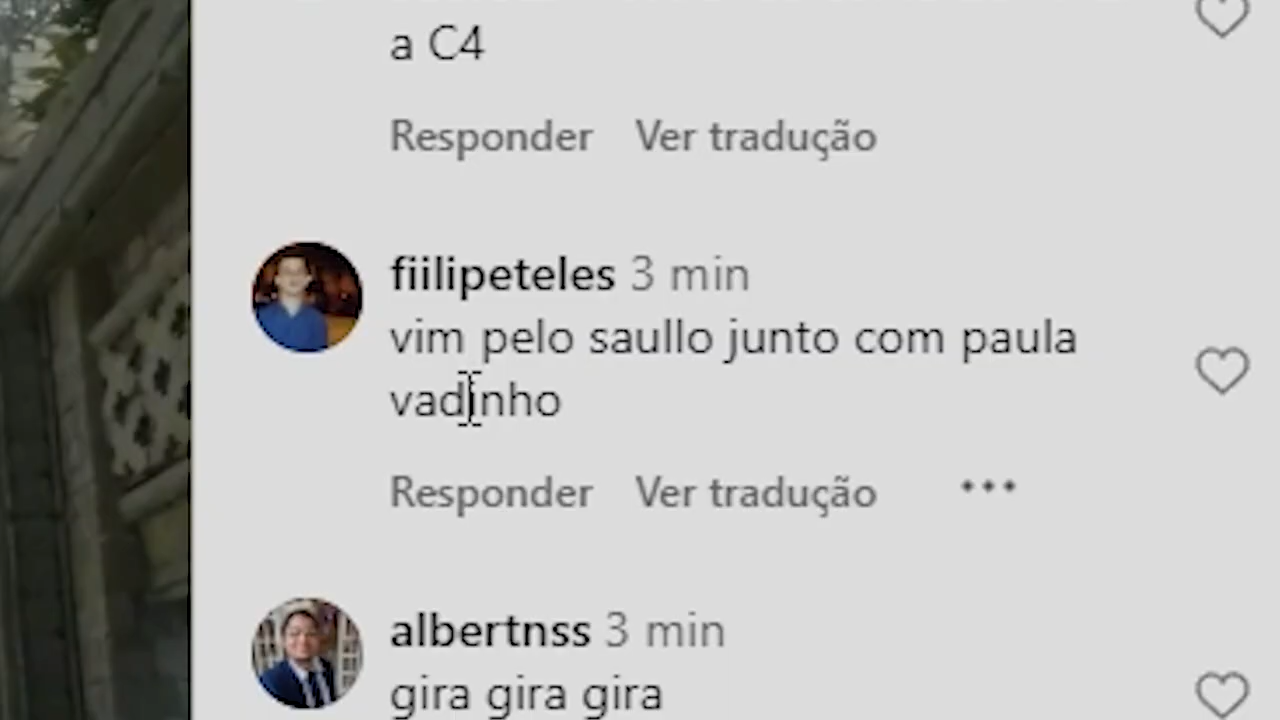 a C4
Responder Ver tradução
fiilipeteles 3 min
vim pelo saullo junto com paula
vadinho
Responder Ver tradução
albertnss 3 min
gira gira gira